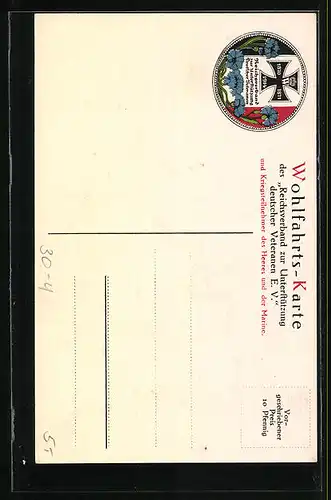 Wohlfahrts-Karte
des „Reichsverband zur Unterstützung
deutscher Veteranen E. V.“
und Kriegsteilnehmer des Heeres und der Marine.
Vor-
geschriebener
Preis
10 Pfennig
30-4
5,-